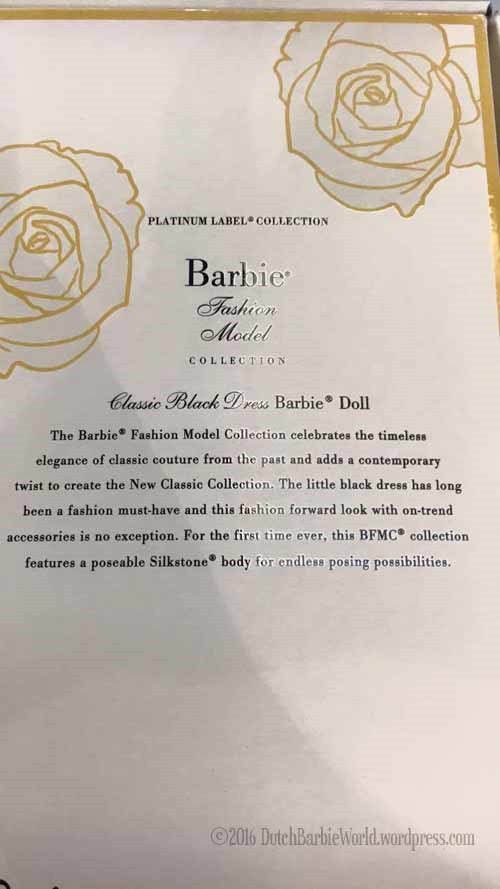 PLATINUM LABEL® COLLECTION
Barbie®
Fashion
Model
COLLECTION
Classic Black Dress Barbie® Doll
The Barbie® Fashion Model Collection celebrates the timeless
elegance of classic couture from the past and adds a contemporary
twist to create the New Classic Collection. The little black dress has long
been a fashion must-have and this fashion forward look with on-trend
accessories is no exception. For the first time ever, this BFMC® collection
features a poseable Silkstone® body for endless posing possibilities.
©2016 DutchBarbieWorld.wordpress.com